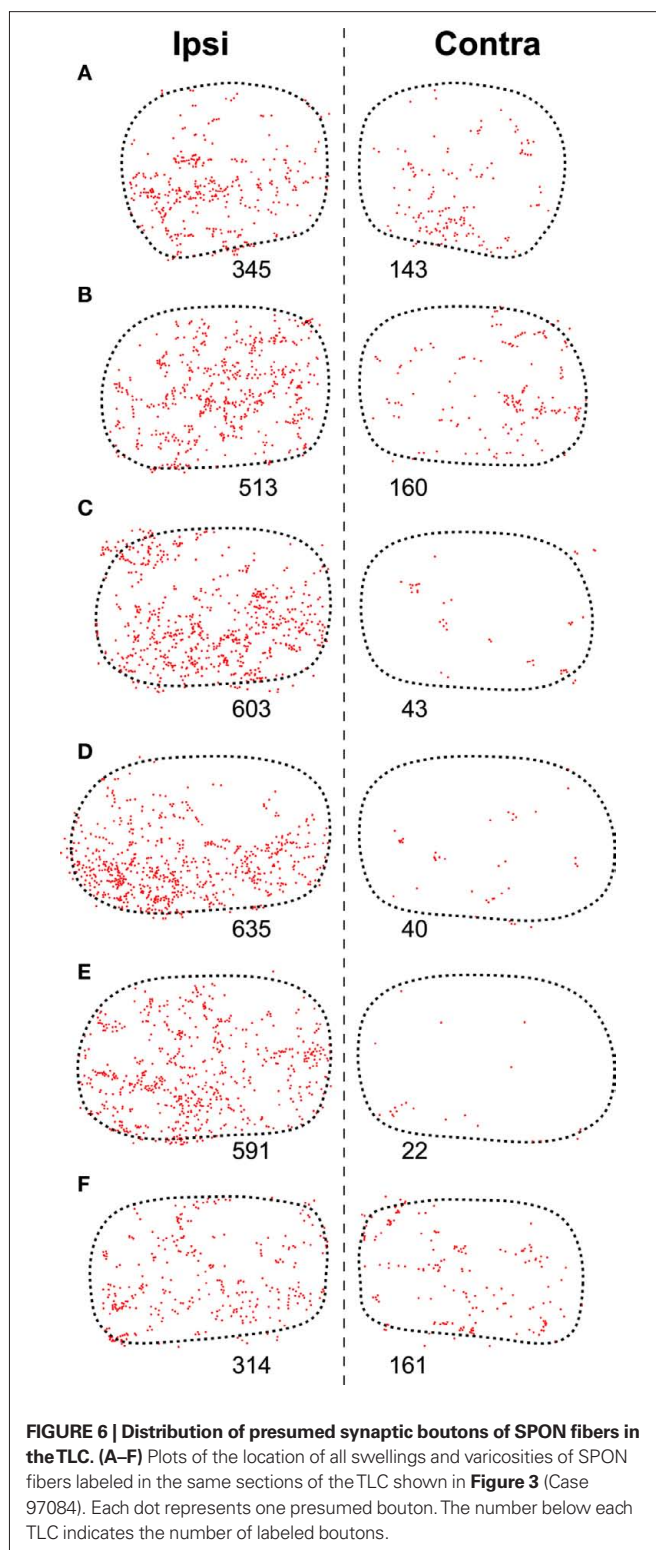 Ipsi Contra
A
345 143
B
513 160
C
603 43
D
635 40
E
591 22
F
314 161
FIGURE 6 | Distribution of presumed synaptic boutons of SPON fibers in
the TLC. (A–F) Plots of the location of all swellings and varicosities of SPON
fibers labeled in the same sections of the TLC shown in Figure 3 (Case
97084). Each dot represents one presumed bouton. The number below each
TLC indicates the number of labeled boutons.